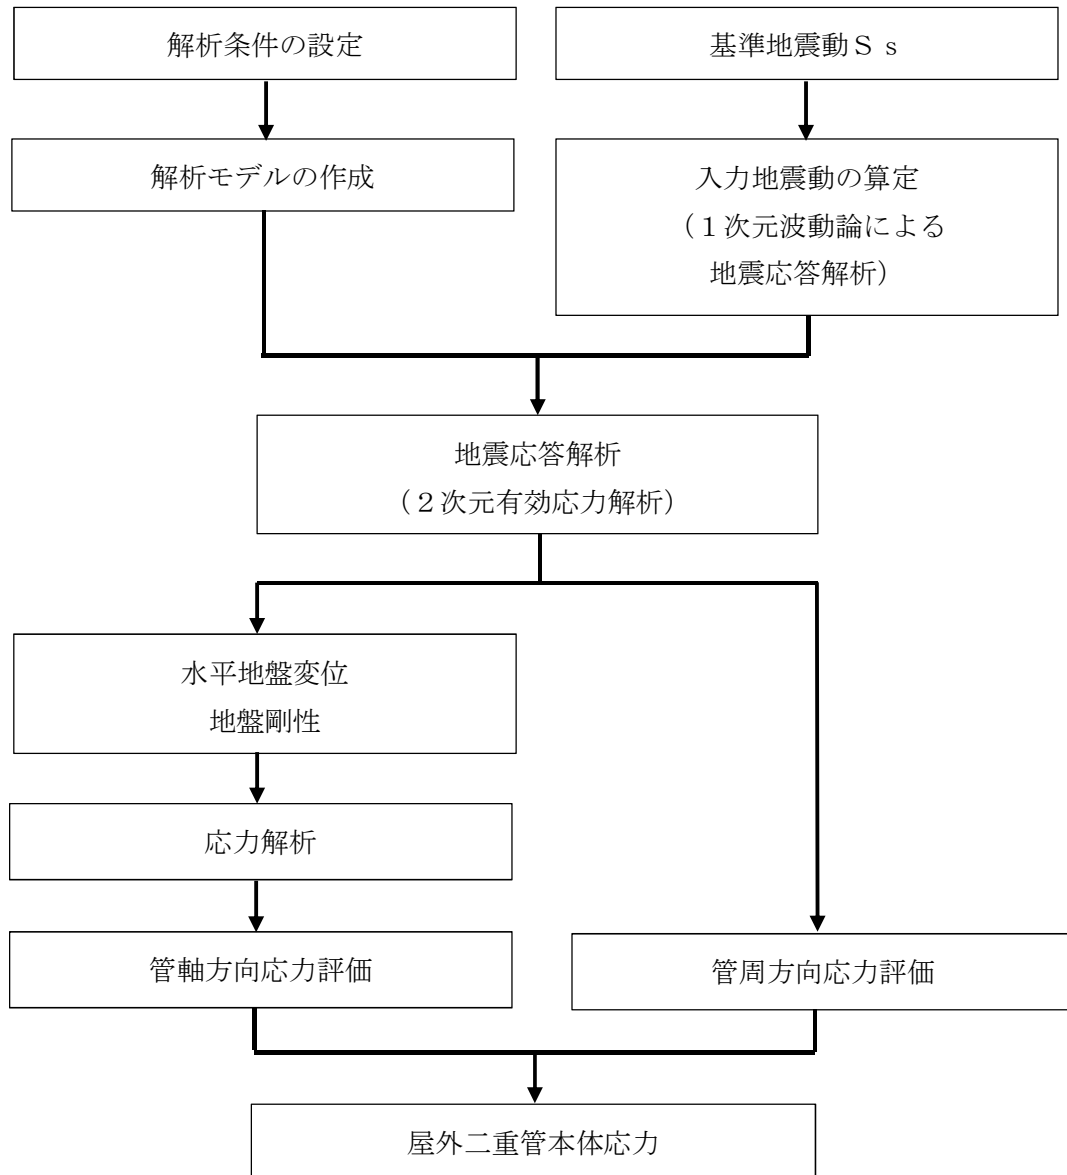 解析条件の設定
基準地震動Ｓｓ
解析モデルの作成
入力地震動の算定
（１次元波動論による
地震応答解析）
地震応答解析
（２次元有効応力解析）
水平地盤変位
地盤剛性
応力解析
管軸方向応力評価
管周方向応力評価
屋外二重管本体応力